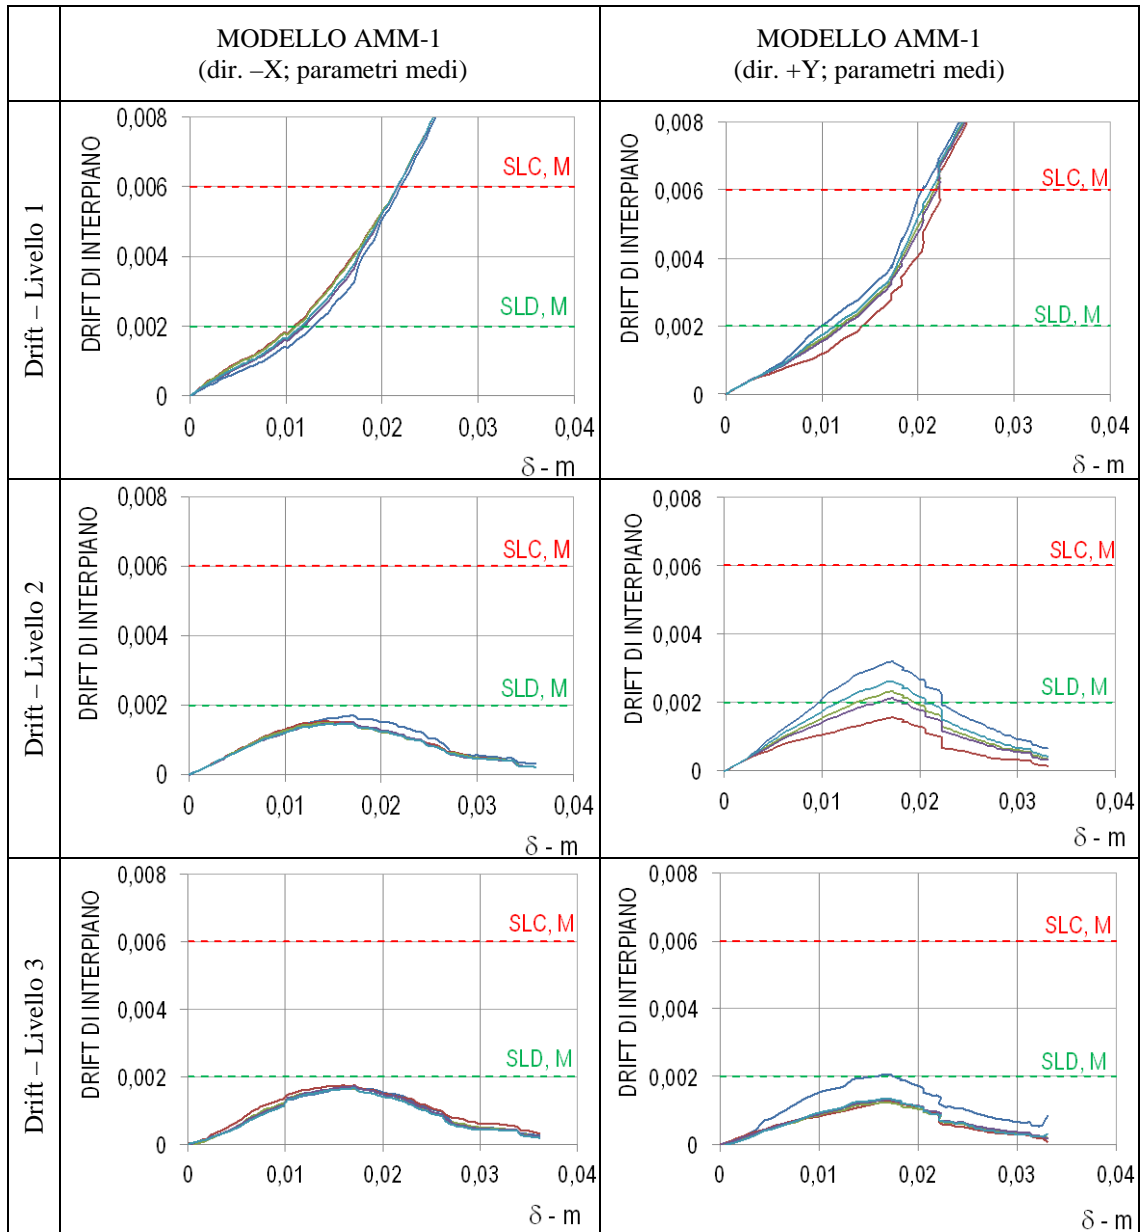 MODELLO AMM-1
(dir. –X; parametri medi)
MODELLO AMM-1
(dir. +Y; parametri medi)
Drift – Livello 1
DRIFT DI INTERPIANO
0,008
0,006
0,004
0,002
0
SLC, M
SLD, M
0 0,01 0,02 0,03 0,04
δ - m
DRIFT DI INTERPIANO
0,008
0,006
0,004
0,002
0
SLC, M
SLD, M
0 0,01 0,02 0,03 0,04
δ - m
Drift – Livello 2
DRIFT DI INTERPIANO
0,008
0,006
0,004
0,002
0
SLC, M
SLD, M
0 0,01 0,02 0,03 0,04
δ - m
DRIFT DI INTERPIANO
0,008
0,006
0,004
0,002
0
SLC, M
SLD, M
0 0,01 0,02 0,03 0,04
δ - m
Drift – Livello 3
DRIFT DI INTERPIANO
0,008
0,006
0,004
0,002
0
SLC, M
SLD, M
0 0,01 0,02 0,03 0,04
δ - m
DRIFT DI INTERPIANO
0,008
0,006
0,004
0,002
0
SLC, M
SLD, M
0 0,01 0,02 0,03 0,04
δ - m